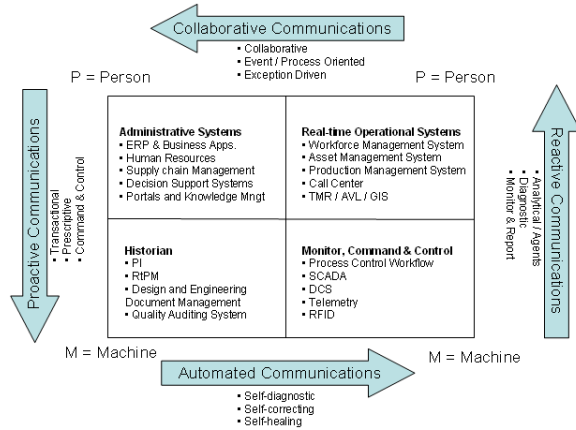 Collaborative Communications
▪ Collaborative
▪ Event / Process Oriented
▪ Exception Driven
P = Person
P = Person
Proactive Communications
▪ Transactional
▪ Prescriptive
▪ Command & Control
Administrative Systems
▪ ERP & Business Apps.
▪ Human Resources
▪ Supply chain Management
▪ Decision Support Systems
▪ Portals and Knowledge Mngt
Real-time Operational Systems
▪ Workforce Management System
▪ Asset Management System
▪ Production Management System
▪ Call Center
▪ TMR / AVL / GIS
Historian
▪ PI
▪ RtPM
▪ Design and Engineering
Document Management
▪ Quality Auditing System
Monitor, Command & Control
▪ Process Control Workflow
▪ SCADA
▪ DCS
▪ Telemetry
▪ RFID
▪ Analytical / Agents
▪ Diagnostic
▪ Monitor & Report
Reactive Communications
M = Machine
M = Machine
Automated Communications
▪ Self-diagnostic
▪ Self-correcting
▪ Self-healing